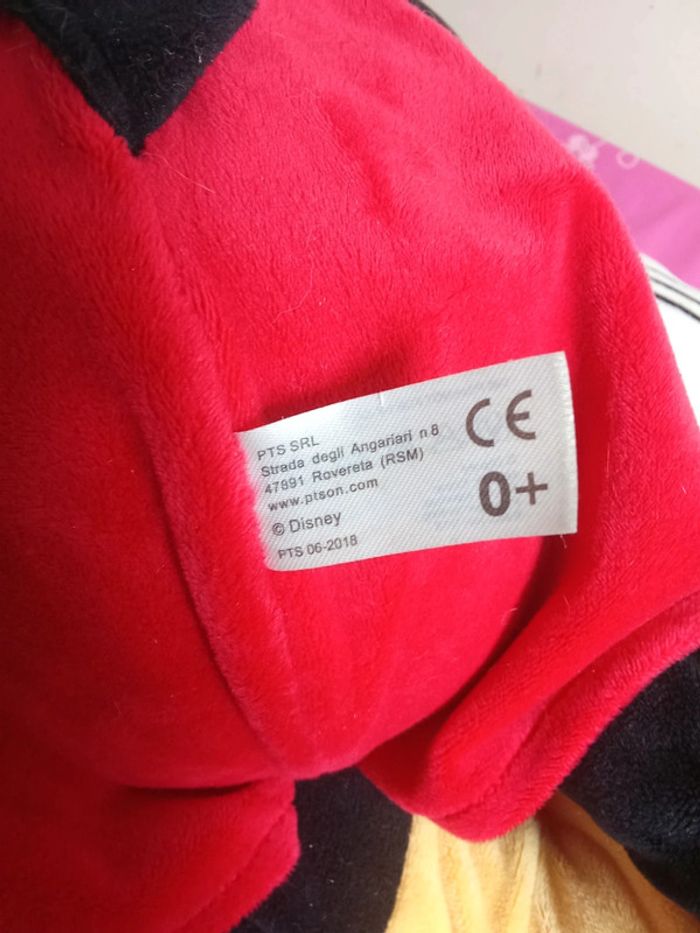 PTS SRL
Strada degli Angariari n 8
47891 Rovereta (RSM)
www.ptson.com
© Disney
PTS 06-2018
CE
0+